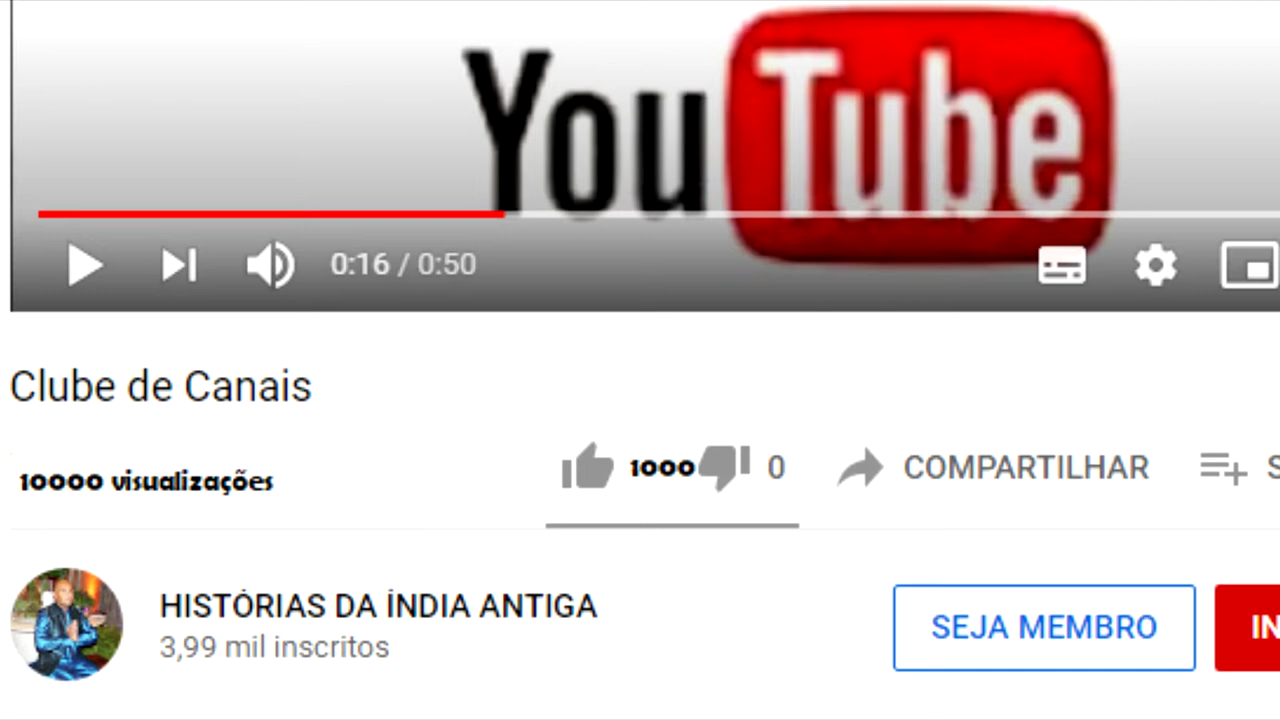 YouTube
0:16 / 0:50
Clube de Canais
10000 visualizações
1000 0 COMPARTILHAR S
HISTÓRIAS DA ÍNDIA ANTIGA
3,99 mil inscritos
SEJA MEMBRO IN